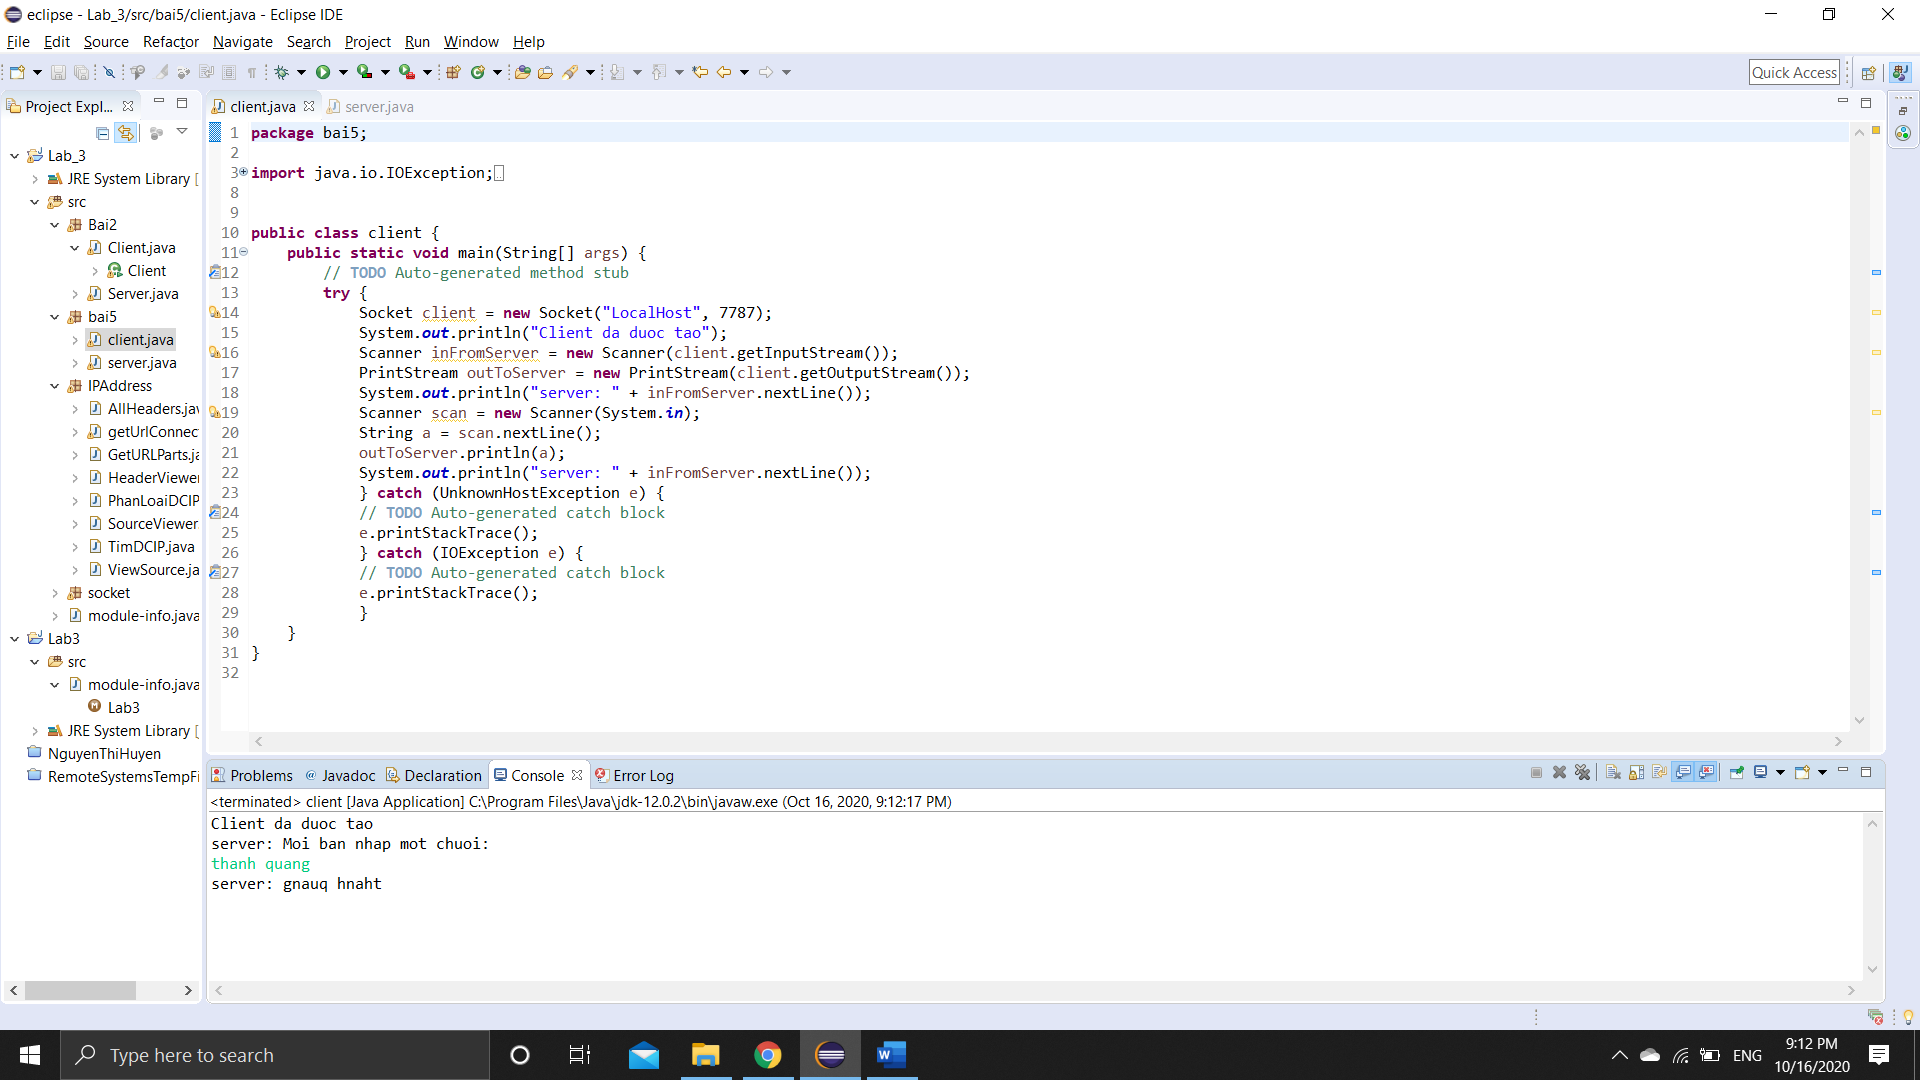 eclipse - Lab_3/src/bai5/client.java - Eclipse IDE
File Edit Source Refactor Navigate Search Project Run Window Help
Quick Access
Project Expl...
Lab_3
JRE System Library [
src
Bai2
Client.java
Client
Server.java
bai5
client.java
server.java
IPAddress
AllHeaders.jav
getUrlConnec
GetURLParts.ja
HeaderViewer
PhanLoaiDCIP
SourceViewer.
TimDCIP.java
ViewSource.ja
socket
module-info.java
Lab3
src
module-info.java
Lab3
JRE System Library [
NguyenThiHuyen
RemoteSystemsTempFi
client.java server.java
1 package bai5;
2
3 import java.io.IOException;
8
9
10 public class client {
11 public static void main(String[] args) {
12 // TODO Auto-generated method stub
13 try {
14 Socket client = new Socket("LocalHost", 7787);
15 System.out.println("Client da duoc tao");
16 Scanner inFromServer = new Scanner(client.getInputStream());
17 PrintStream outToServer = new PrintStream(client.getOutputStream());
18 System.out.println("server: " + inFromServer.nextLine());
19 Scanner scan = new Scanner(System.in);
20 String a = scan.nextLine();
21 outToServer.println(a);
22 System.out.println("server: " + inFromServer.nextLine());
23 } catch (UnknownHostException e) {
24 // TODO Auto-generated catch block
25 e.printStackTrace();
26 } catch (IOException e) {
27 // TODO Auto-generated catch block
28 e.printStackTrace();
29 }
30 }
31 }
32
Problems @ Javadoc Declaration Console Error Log
<terminated> client [Java Application] C:\Program Files\Java\jdk-12.0.2\bin\javaw.exe (Oct 16, 2020, 9:12:17 PM)
Client da duoc tao
server: Moi ban nhap mot chuoi:
thanh quang
server: gnauq hnaht
Type here to search
ENG
9:12 PM
10/16/2020